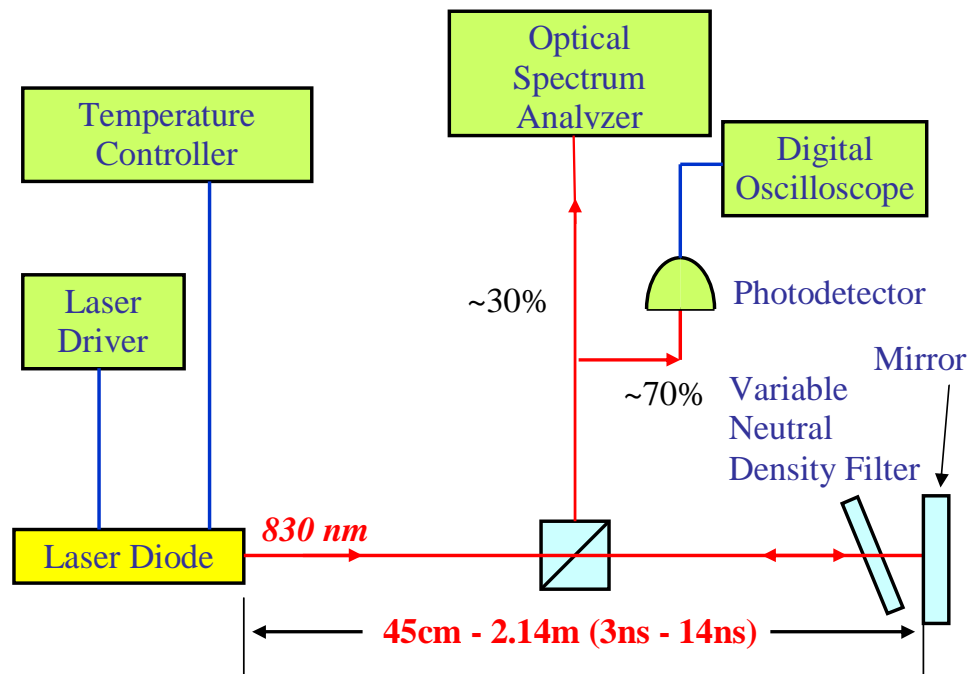 Optical
Spectrum
Analyzer
Temperature
Controller
Digital
Oscilloscope
Laser
Driver
~30%
Photodetector
~70%
Mirror
Variable
Neutral
Density Filter
830 nm
Laser Diode
45cm - 2.14m (3ns - 14ns)